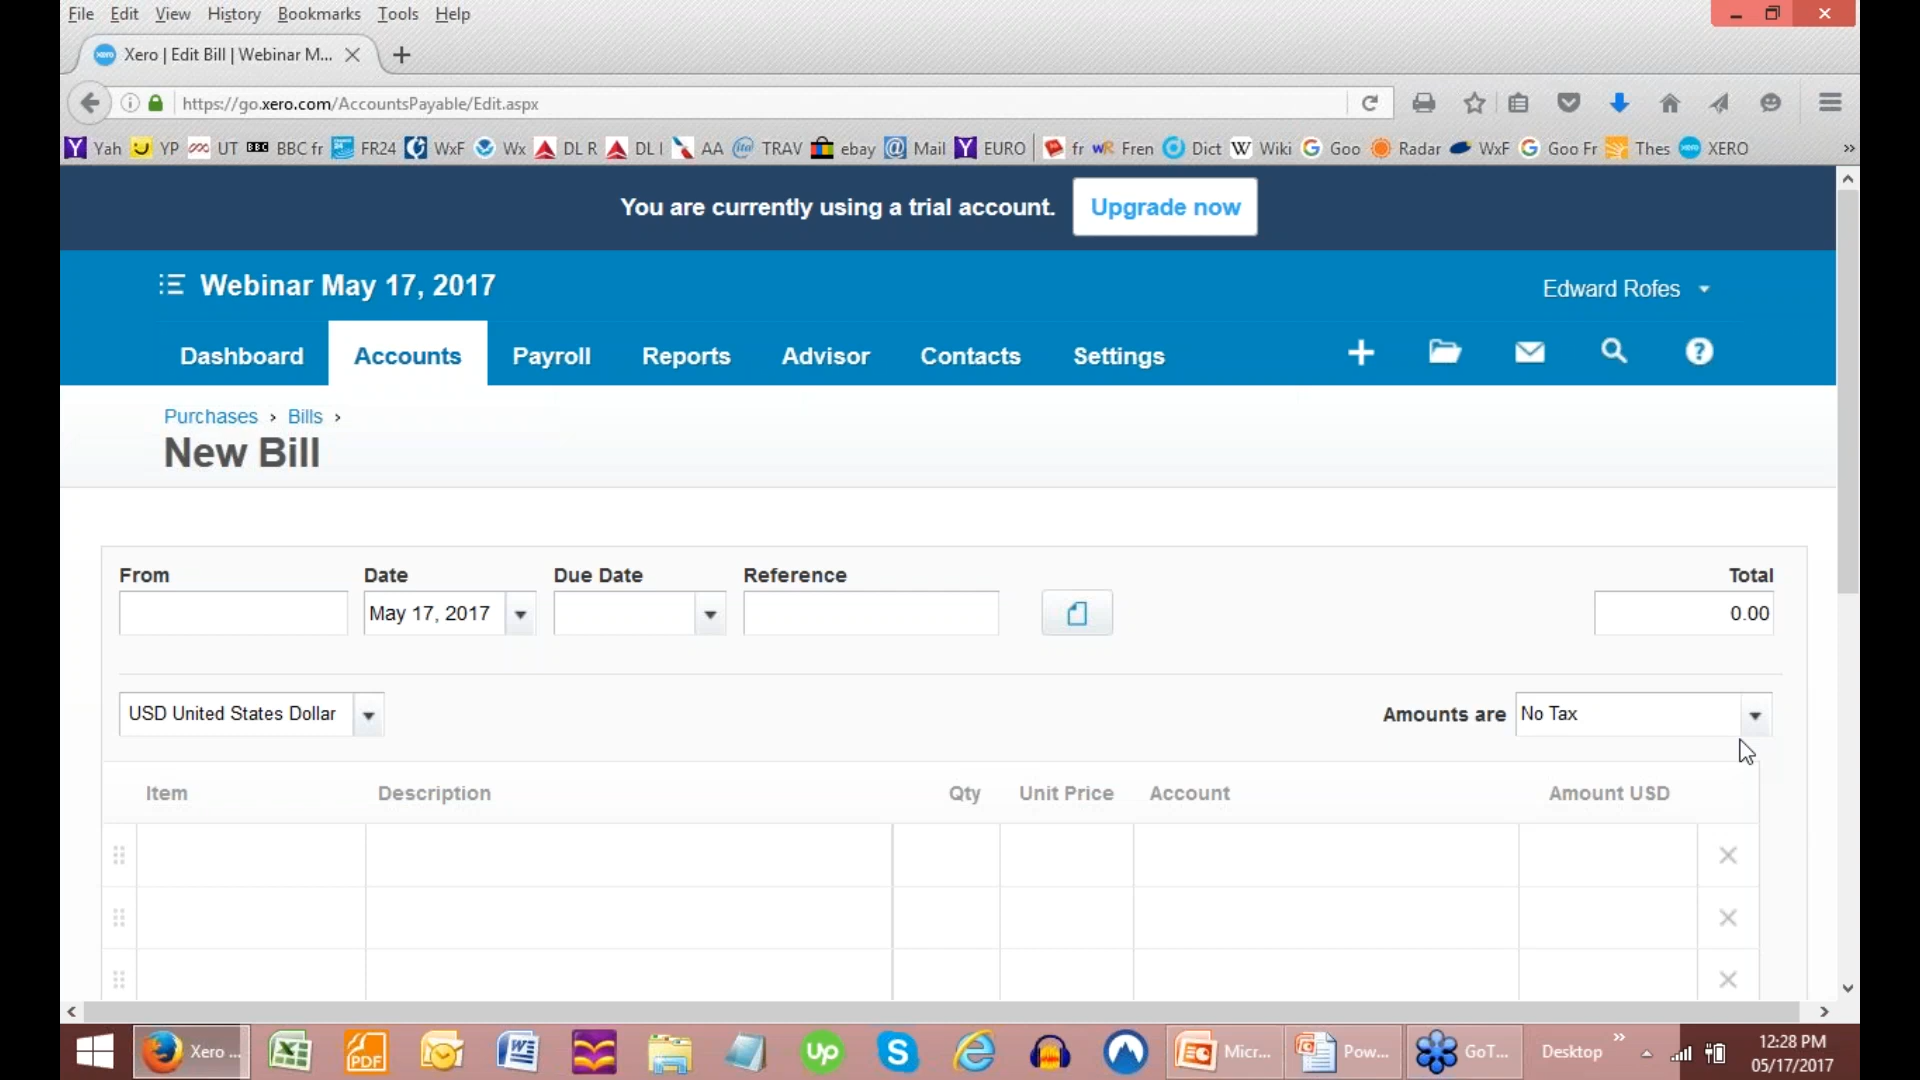 File Edit View History Bookmarks Tools Help
Xero | Edit Bill | Webinar M...
https://go.xero.com/AccountsPayable/Edit.aspx
Yah YP UT BBC fr FR24 WxF Wx DL R DL I AA TRAV ebay Mail EURO fr Fren Dict Wiki Goo Radar WxF Goo Fr Thes XERO
You are currently using a trial account. Upgrade now
Webinar May 17, 2017
Edward Rofes
Dashboard Accounts Payroll Reports Advisor Contacts Settings
Purchases › Bills ›
New Bill
From Date Due Date Reference Total
May 17, 2017 0.00
USD United States Dollar Amounts are No Tax
Item Description Qty Unit Price Account Amount USD
Xero ... Micr... Pow... GoT... Desktop
12:28 PM
05/17/2017